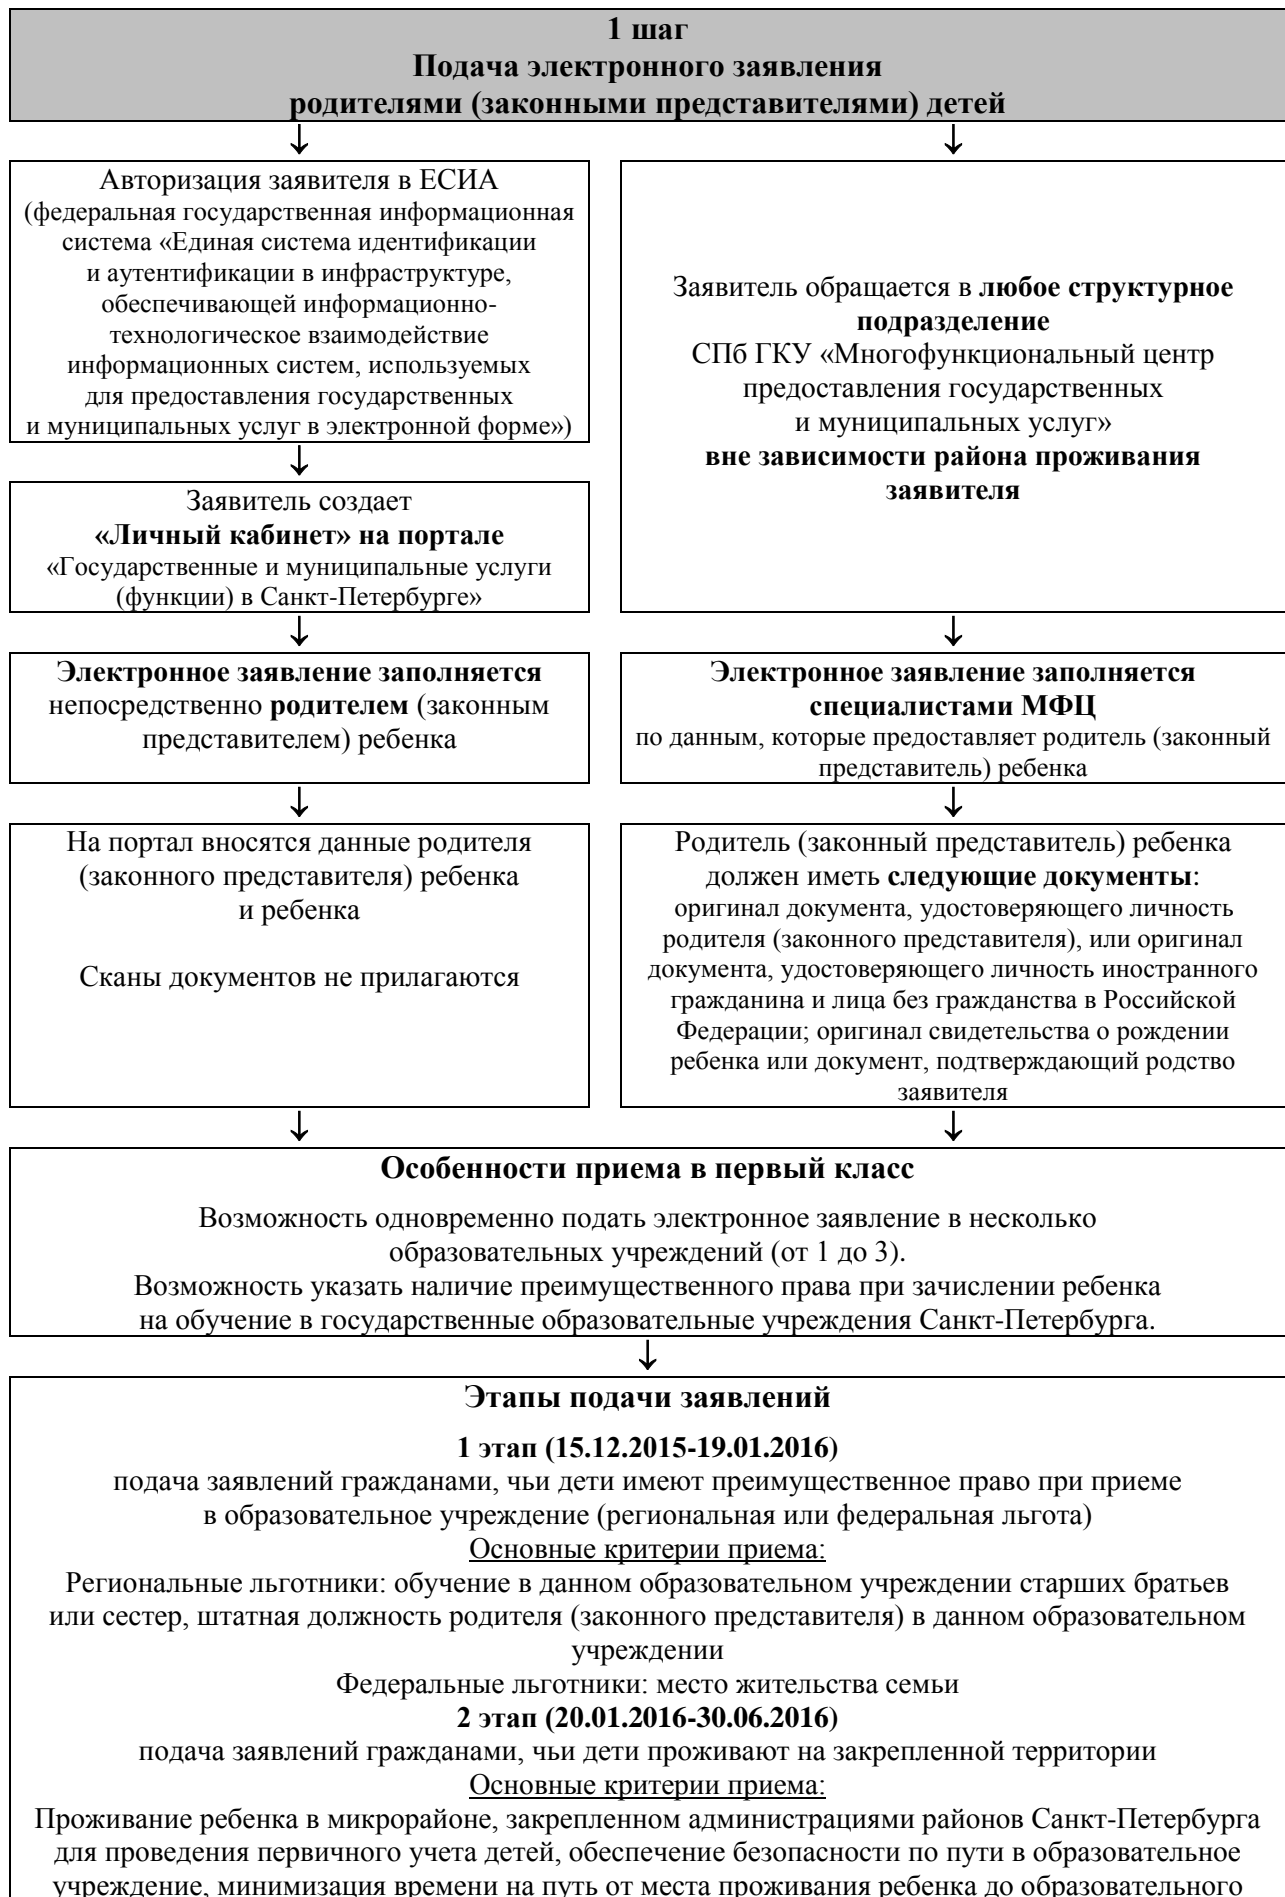 1 шаг
Подача электронного заявления
родителями (законными представителями) детей
↓
↓
Авторизация заявителя в ЕСИА
(федеральная государственная информационная
система «Единая система идентификации
и аутентификации в инфраструктуре,
обеспечивающей информационно-
технологическое взаимодействие
информационных систем, используемых
для предоставления государственных
и муниципальных услуг в электронной форме»)
↓
Заявитель создает
«Личный кабинет» на портале
«Государственные и муниципальные услуги
(функции) в Санкт-Петербурге»
↓
Электронное заявление заполняется
непосредственно родителем (законным
представителем) ребенка
↓
На портал вносятся данные родителя
(законного представителя) ребенка
и ребенка
Сканы документов не прилагаются
↓
Заявитель обращается в любое структурное
подразделение
СПб ГКУ «Многофункциональный центр
предоставления государственных
и муниципальных услуг»
вне зависимости района проживания
заявителя
↓
Электронное заявление заполняется
специалистами МФЦ
по данным, которые предоставляет родитель (законный
представитель) ребенка
↓
Родитель (законный представитель) ребенка
должен иметь следующие документы:
оригинал документа, удостоверяющего личность
родителя (законного представителя), или оригинал
документа, удостоверяющего личность иностранного
гражданина и лица без гражданства в Российской
Федерации; оригинал свидетельства о рождении
ребенка или документ, подтверждающий родство
заявителя
↓
Особенности приема в первый класс
Возможность одновременно подать электронное заявление в несколько
образовательных учреждений (от 1 до 3).
Возможность указать наличие преимущественного права при зачислении ребенка
на обучение в государственные образовательные учреждения Санкт-Петербурга.
↓
Этапы подачи заявлений
1 этап (15.12.2015-19.01.2016)
подача заявлений гражданами, чьи дети имеют преимущественное право при приеме
в образовательное учреждение (региональная или федеральная льгота)
Основные критерии приема:
Региональные льготники: обучение в данном образовательном учреждении старших братьев
или сестер, штатная должность родителя (законного представителя) в данном образовательном
учреждении
Федеральные льготники: место жительства семьи
2 этап (20.01.2016-30.06.2016)
подача заявлений гражданами, чьи дети проживают на закрепленной территории
Основные критерии приема:
Проживание ребенка в микрорайоне, закрепленном администрациями районов Санкт-Петербурга
для проведения первичного учета детей, обеспечение безопасности по пути в образовательное
учреждение, минимизация времени на путь от места проживания ребенка до образовательного